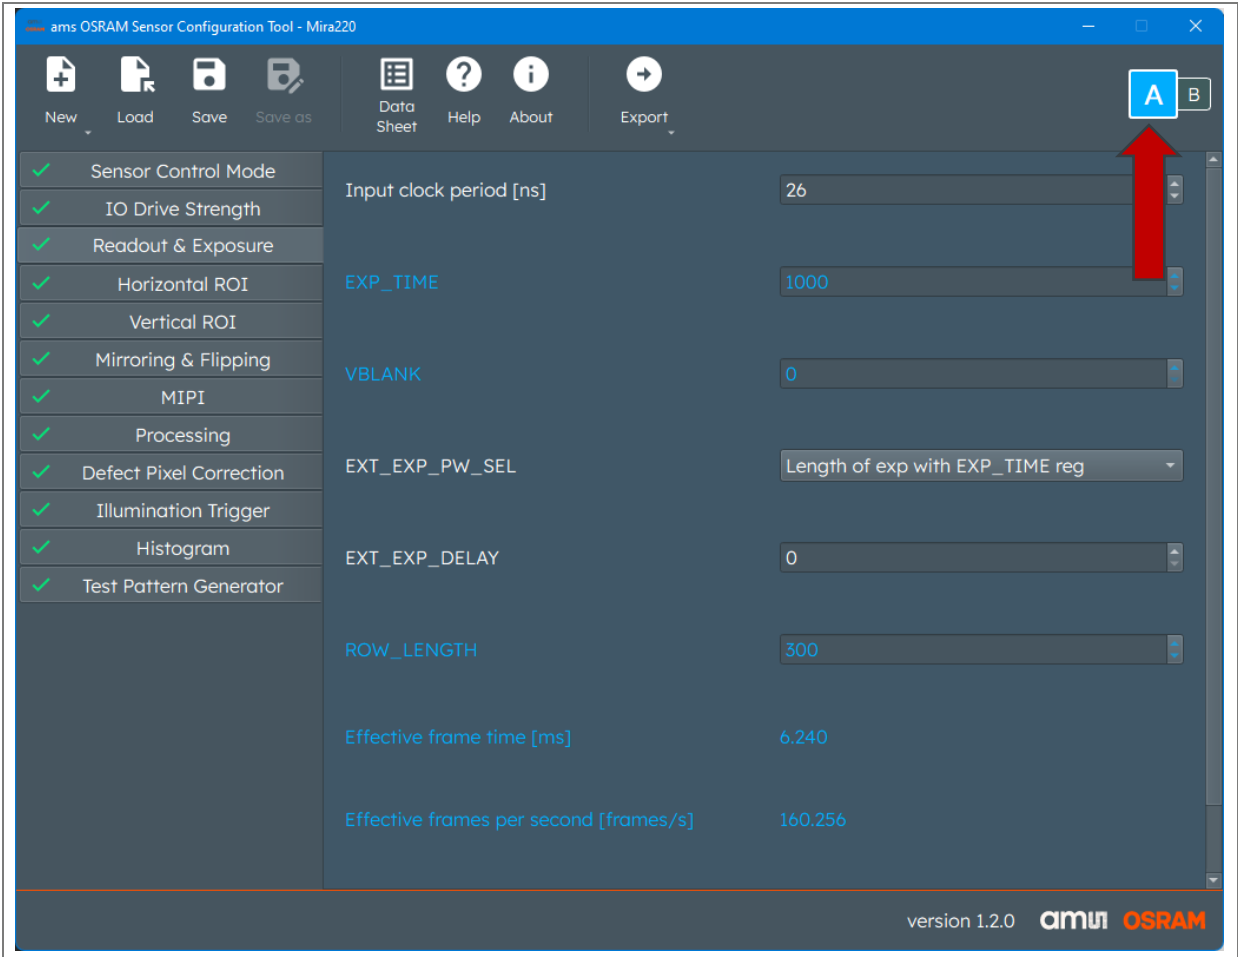 ams OSRAM Sensor Configuration Tool - Mira220
New
Load
Save
Save as
Data
Sheet
Help
About
Export
A
B
Sensor Control Mode
IO Drive Strength
Readout & Exposure
Horizontal ROI
Vertical ROI
Mirroring & Flipping
MIPI
Processing
Defect Pixel Correction
Illumination Trigger
Histogram
Test Pattern Generator
Input clock period [ns] 26
EXP_TIME 1000
VBLANK 0
EXT_EXP_PW_SEL Length of exp with EXP_TIME reg
EXT_EXP_DELAY 0
ROW_LENGTH 300
Effective frame time [ms] 6.240
Effective frames per second [frames/s] 160.256
version 1.2.0 amu OSRAM